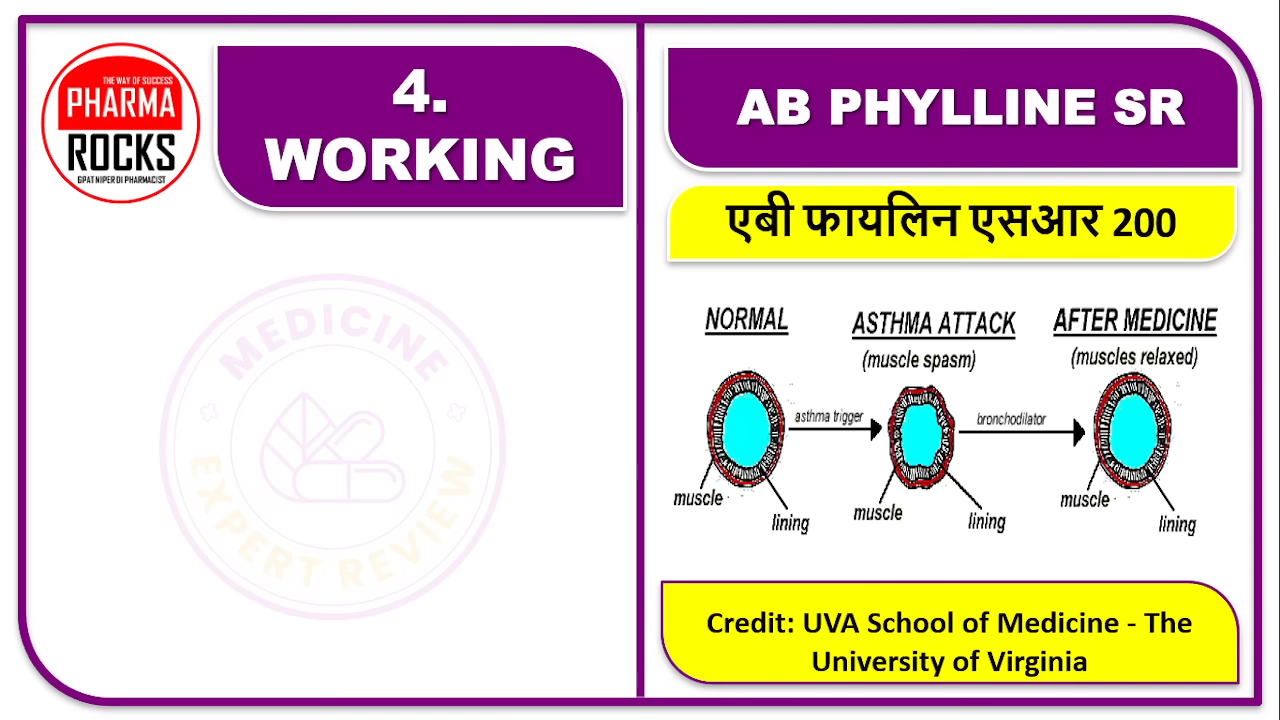 THE WAY OF SUCCESS
PHARMA
ROCKS
GPAT NIPER DI PHARMACIST
4.
WORKING
MEDICINE
EXPERT REVIEW
AB PHYLLINE SR
एबी फायलिन एसआर 200
NORMAL
ASTHMA ATTACK
(muscle spasm)
AFTER MEDICINE
(muscles relaxed)
asthma trigger
bronchodilator
muscle
lining
muscle
lining
muscle
lining
Credit: UVA School of Medicine - The
University of Virginia